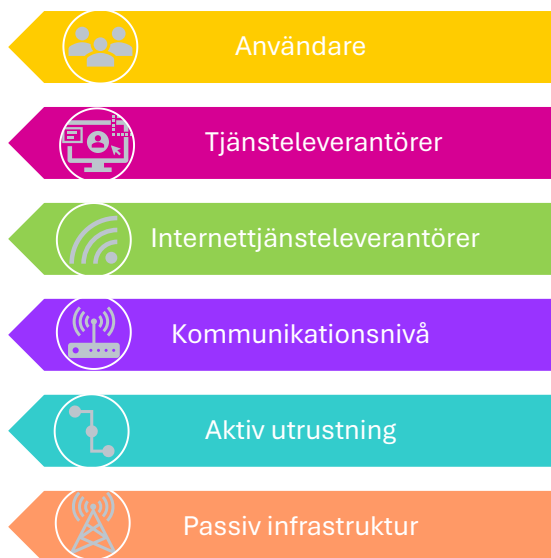 Användare
Tjänsteleverantörer
Internettjänsteleverantörer
Kommunikationsnivå
Aktiv utrustning
Passiv infrastruktur